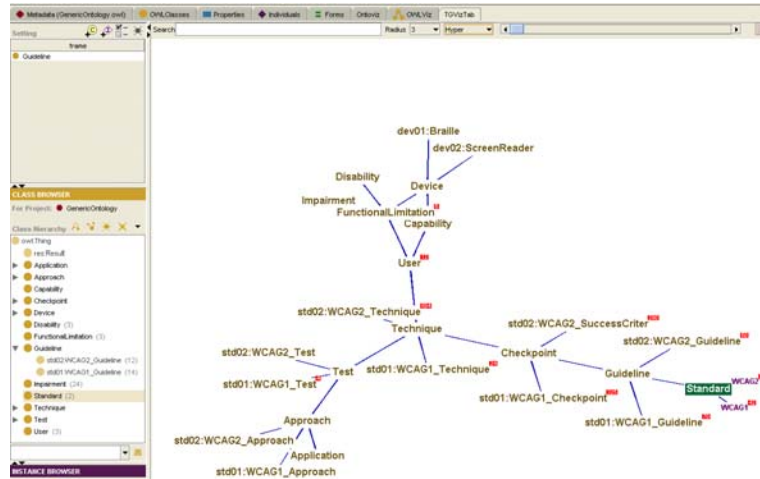 Metadata (GenericOntology.owl) OWLClasses Properties Individuals Forms Ontoviz OWLViz TGVizTab
Setting Search Radius 3 Hyper
frame
Guideline
dev01:Braille
dev02:ScreenReader
Disability
Device
CLASS BROWSER
Impairment
For Project: GenericOntology
FunctionalLimitation
Capability
Class Hierarchy
owl:Thing
res:Result
Application
User
Approach
Capability
Checkpoint
std02:WCAG2_Technique
Device
std02:WCAG2_SuccessCriter
Technique
Disability (3)
std02:WCAG2_Guideline
FunctionalLimitation (3)
std02:WCAG2_Test
Checkpoint
Guideline
Test
std01:WCAG1_Technique
Guideline
std02:WCAG2_Guideline (12)
std01:WCAG1_Guideline (14)
std01:WCAG1_Test
Standard
WCAG2
Impairment (24)
std01:WCAG1_Checkpoint
WCAG1
Standard (2)
Technique
Approach
std01:WCAG1_Guideline
Test
std02:WCAG2_Approach
User (3)
Application
std01:WCAG1_Approach
INSTANCE BROWSER